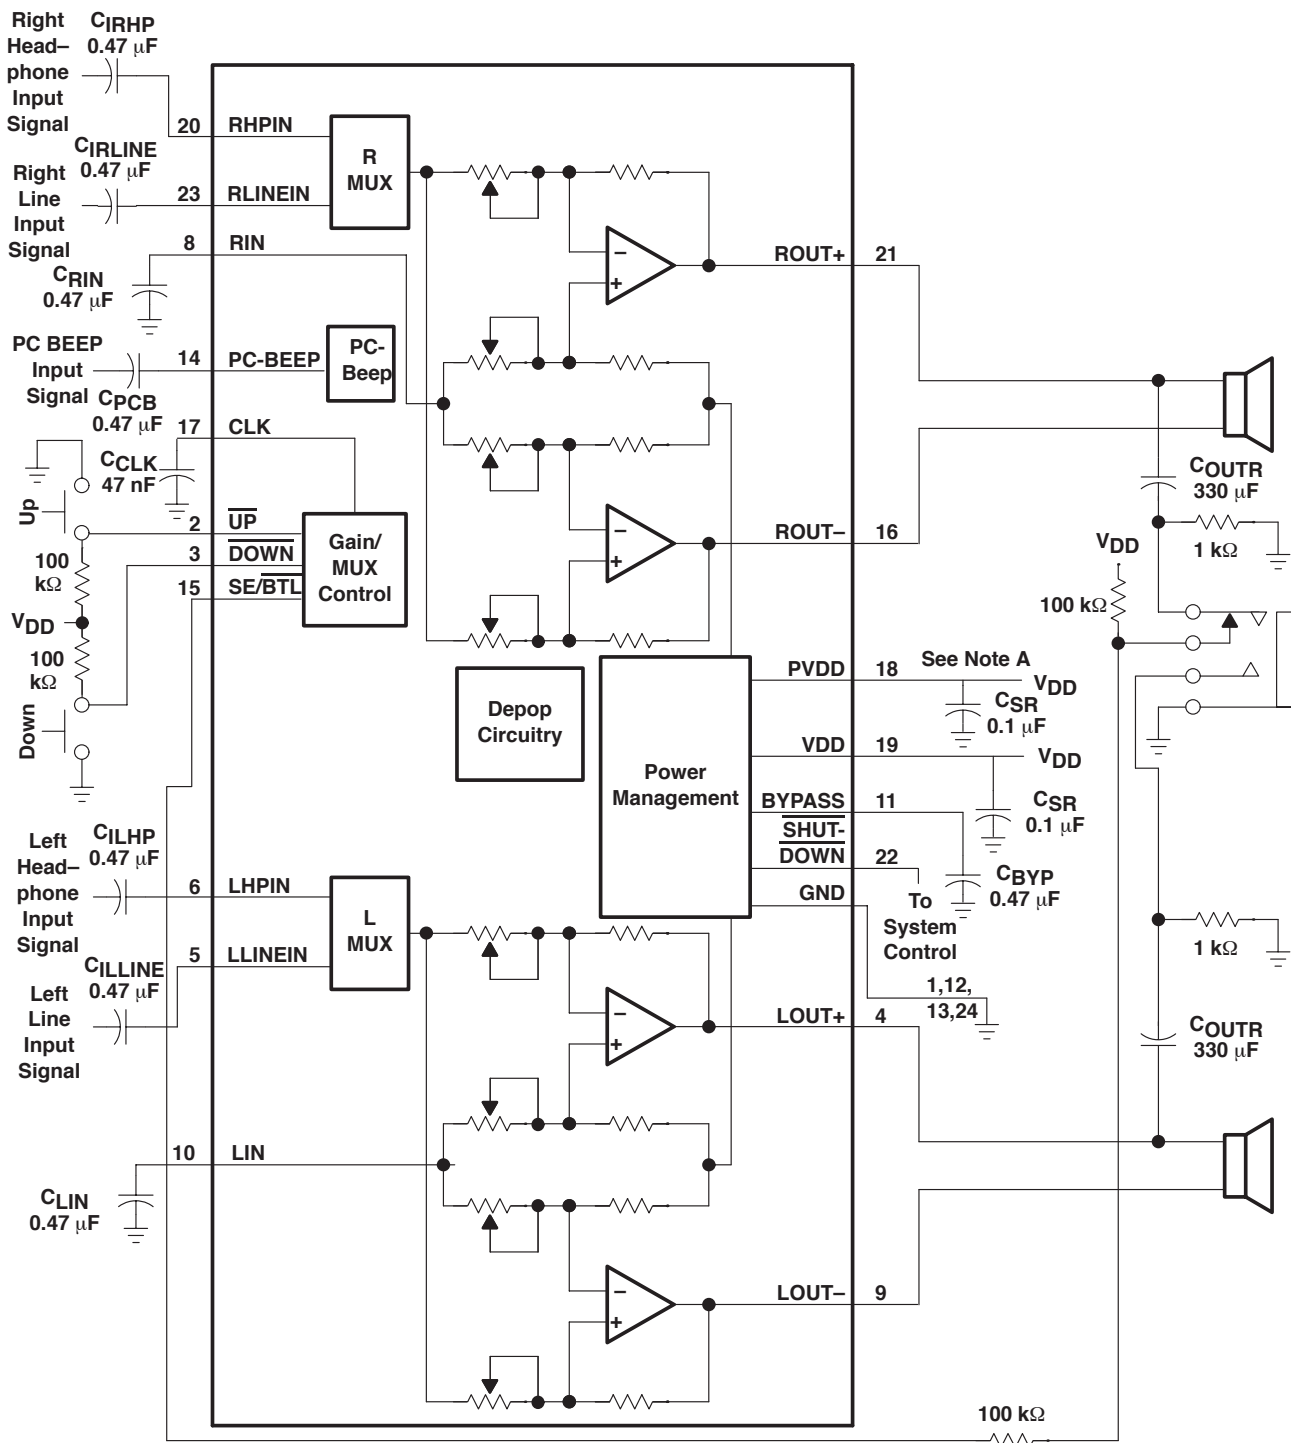 Right
Head–
phone
Input
Signal
CIRHP
0.47 μF
20
RHPIN
CIRLINE
0.47 μF
Right
Line
Input
Signal
23
RLINEIN
R
MUX
8
RIN
CRIN
0.47 μF
PC BEEP
Input
Signal
14
PC-BEEP
PC-
Beep
CPCB
0.47 μF
17
CLK
CCLK
47 nF
Up
2
UP
3
DOWN
15
SE/BTL
Gain/
MUX
Control
100
kΩ
VDD
100
kΩ
Down
ROUT+
21
ROUT–
16
COUTR
330 μF
1 kΩ
VDD
100 kΩ
Depop
Circuitry
Power
Management
PVDD
18
See Note A
VDD
CSR
0.1 μF
VDD
19
VDD
CSR
0.1 μF
BYPASS
11
SHUT-
DOWN
22
CBYP
0.47 μF
GND
To
System
Control
1,12,
13,24
Left
Head–
phone
Input
Signal
CILHP
0.47 μF
6
LHPIN
CILLINE
0.47 μF
5
LLINEIN
L
MUX
Left
Line
Input
Signal
1 kΩ
LOUT+
4
COUTR
330 μF
10
LIN
CLIN
0.47 μF
LOUT–
9
100 kΩ